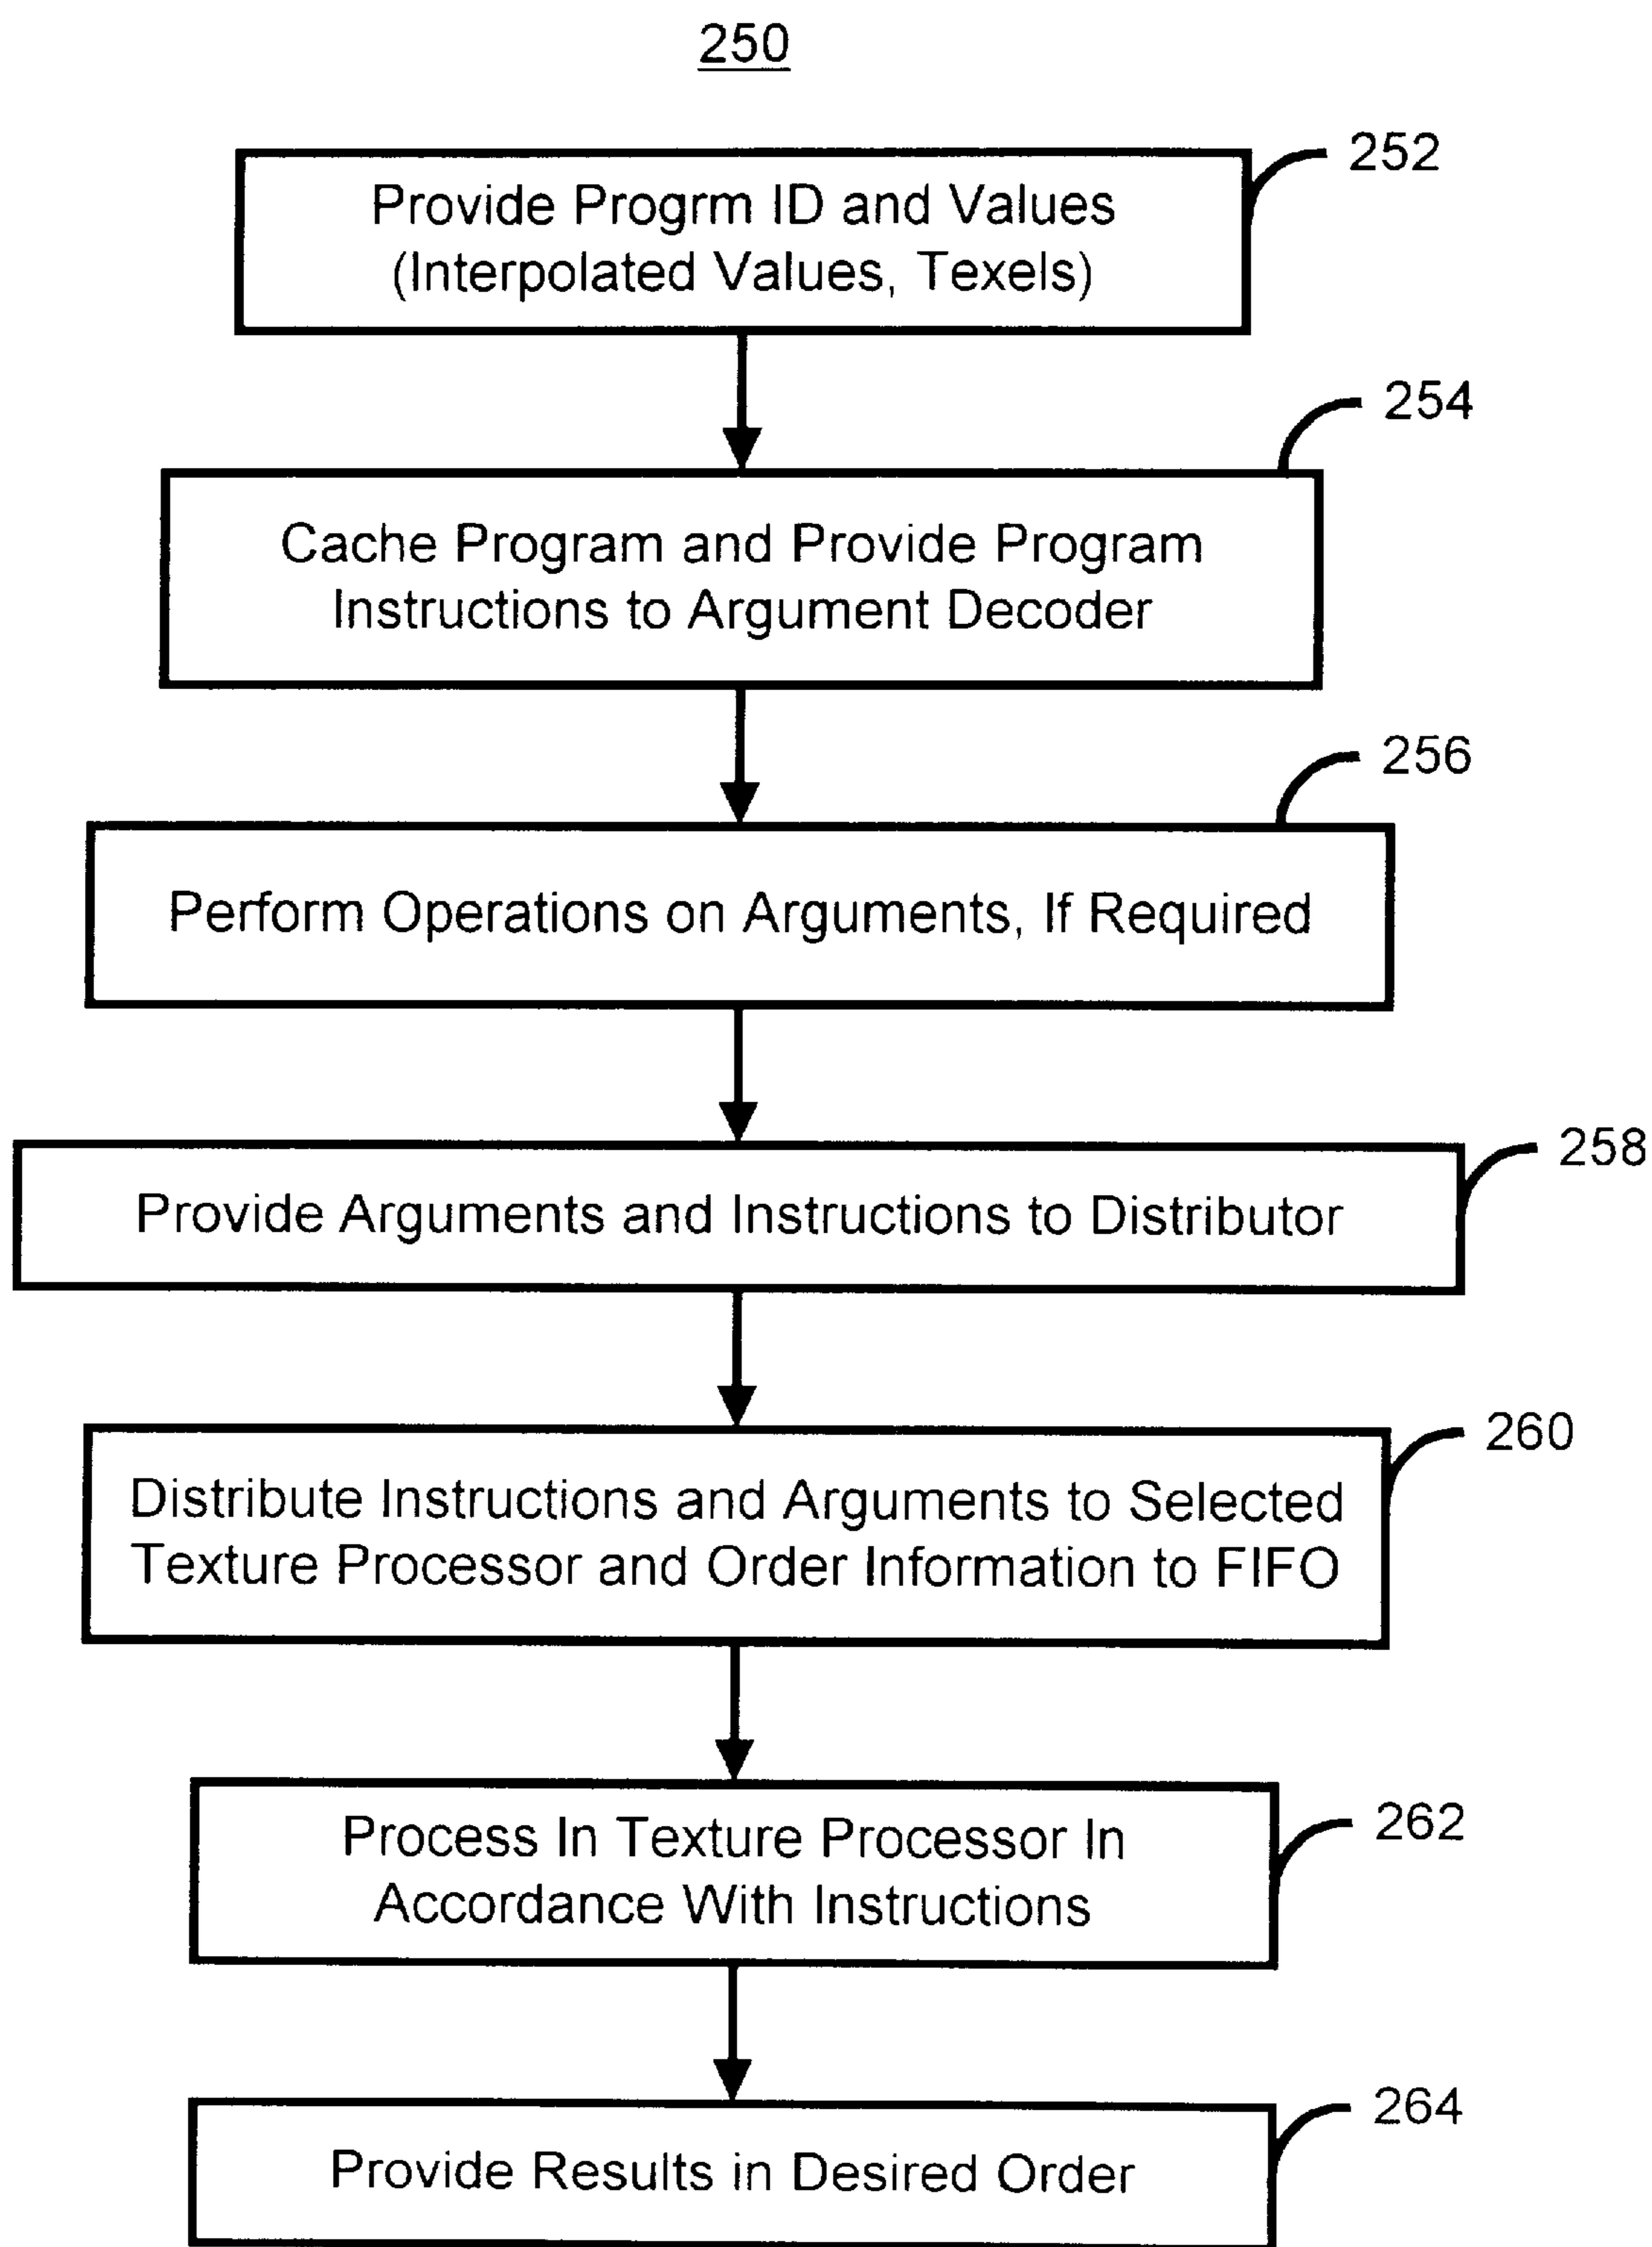 250
252
Provide Progrm ID and Values
(Interpolated Values, Texels)
254
Cache Program and Provide Program
Instructions to Argument Decoder
256
Perform Operations on Arguments, If Required
258
Provide Arguments and Instructions to Distributor
260
Distribute Instructions and Arguments to Selected
Texture Processor and Order Information to FIFO
262
Process In Texture Processor In
Accordance With Instructions
264
Provide Results in Desired Order